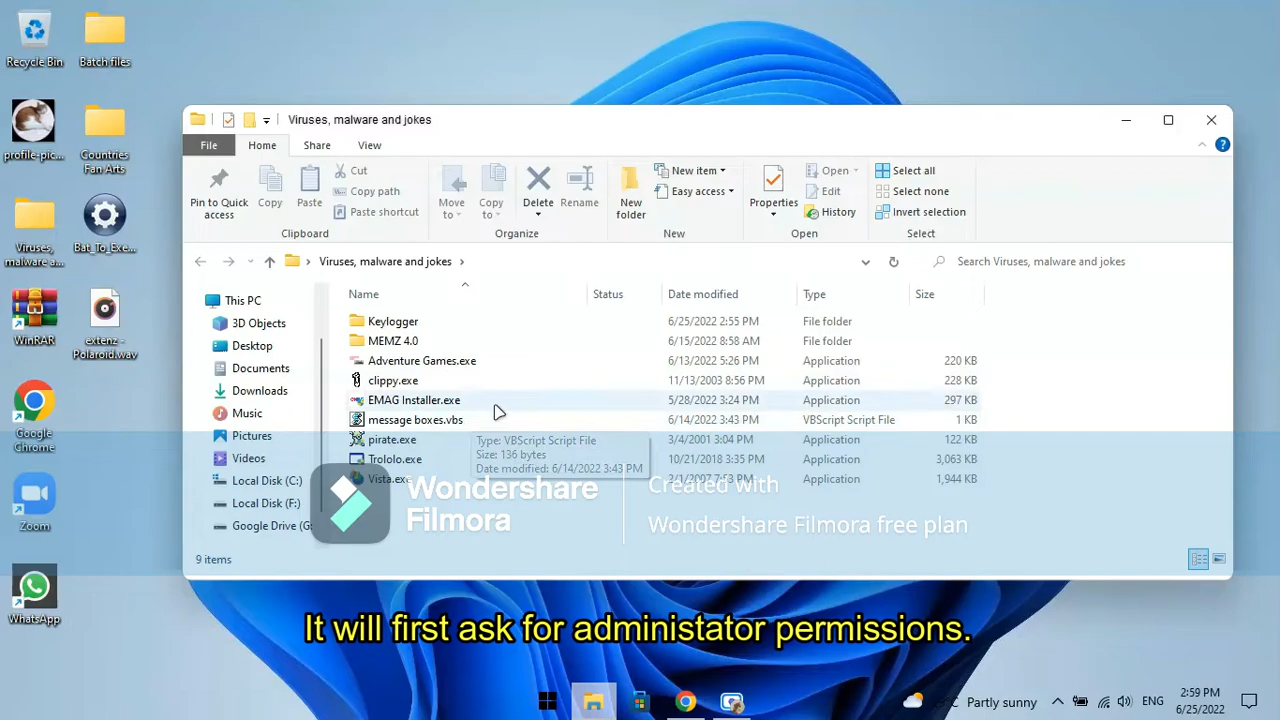 Recycle Bin
Batch files
profile-pic...
Countries
Fan Arts
Viruses,
malware a...
Bat_To_Exe...
WinRAR
extenz -
Polaroid.wav
Google
Chrome
Zoom
WhatsApp
Viruses, malware and jokes
File
Home
Share
View
Pin to Quick
access
Copy
Paste
Cut
Copy path
Paste shortcut
Clipboard
Move
to
Copy
to
Delete
Rename
Organize
New
folder
New item
Easy access
New
Properties
Open
Edit
History
Open
Select all
Select none
Invert selection
Select
Viruses, malware and jokes
Search Viruses, malware and jokes
This PC
3D Objects
Desktop
Documents
Downloads
Music
Pictures
Videos
Local Disk (C:)
Local Disk (F:)
Google Drive (G:
Name Status Date modified Type Size
Keylogger 6/25/2022 2:55 PM File folder
MEMZ 4.0 6/15/2022 8:58 AM File folder
Adventure Games.exe 6/13/2022 5:26 PM Application 220 KB
clippy.exe 11/13/2003 8:56 PM Application 228 KB
EMAG Installer.exe 5/28/2022 3:24 PM Application 297 KB
message boxes.vbs 6/14/2022 3:43 PM VBScript Script File 1 KB
pirate.exe 3/4/2001 3:04 PM Application 122 KB
Trololo.exe 10/21/2018 3:35 PM Application 3,063 KB
Vista.exe 2/1/2007 7:53 PM Application 1,944 KB
Type: VBScript Script File
Size: 136 bytes
Date modified: 6/14/2022 3:43 PM
Wondershare
Filmora
Created with
Wondershare Filmora free plan
9 items
It will first ask for administator permissions.
Partly sunny
ENG
2:59 PM
6/25/2022